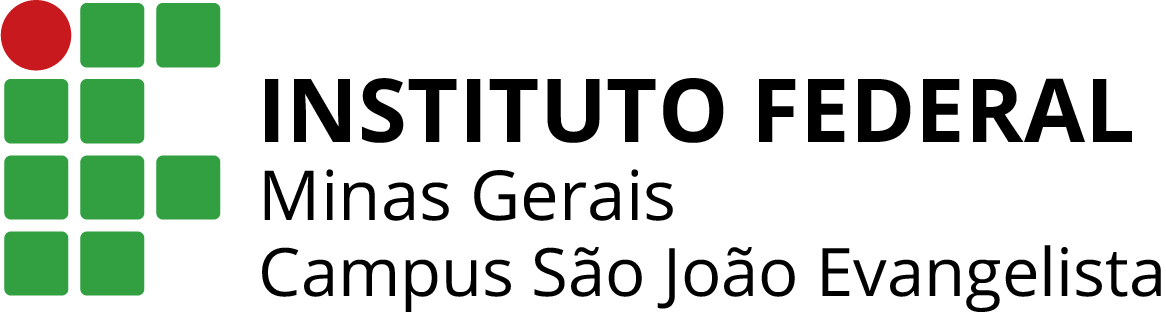 INSTITUTO FEDERAL
Minas Gerais
Campus São João Evangelista